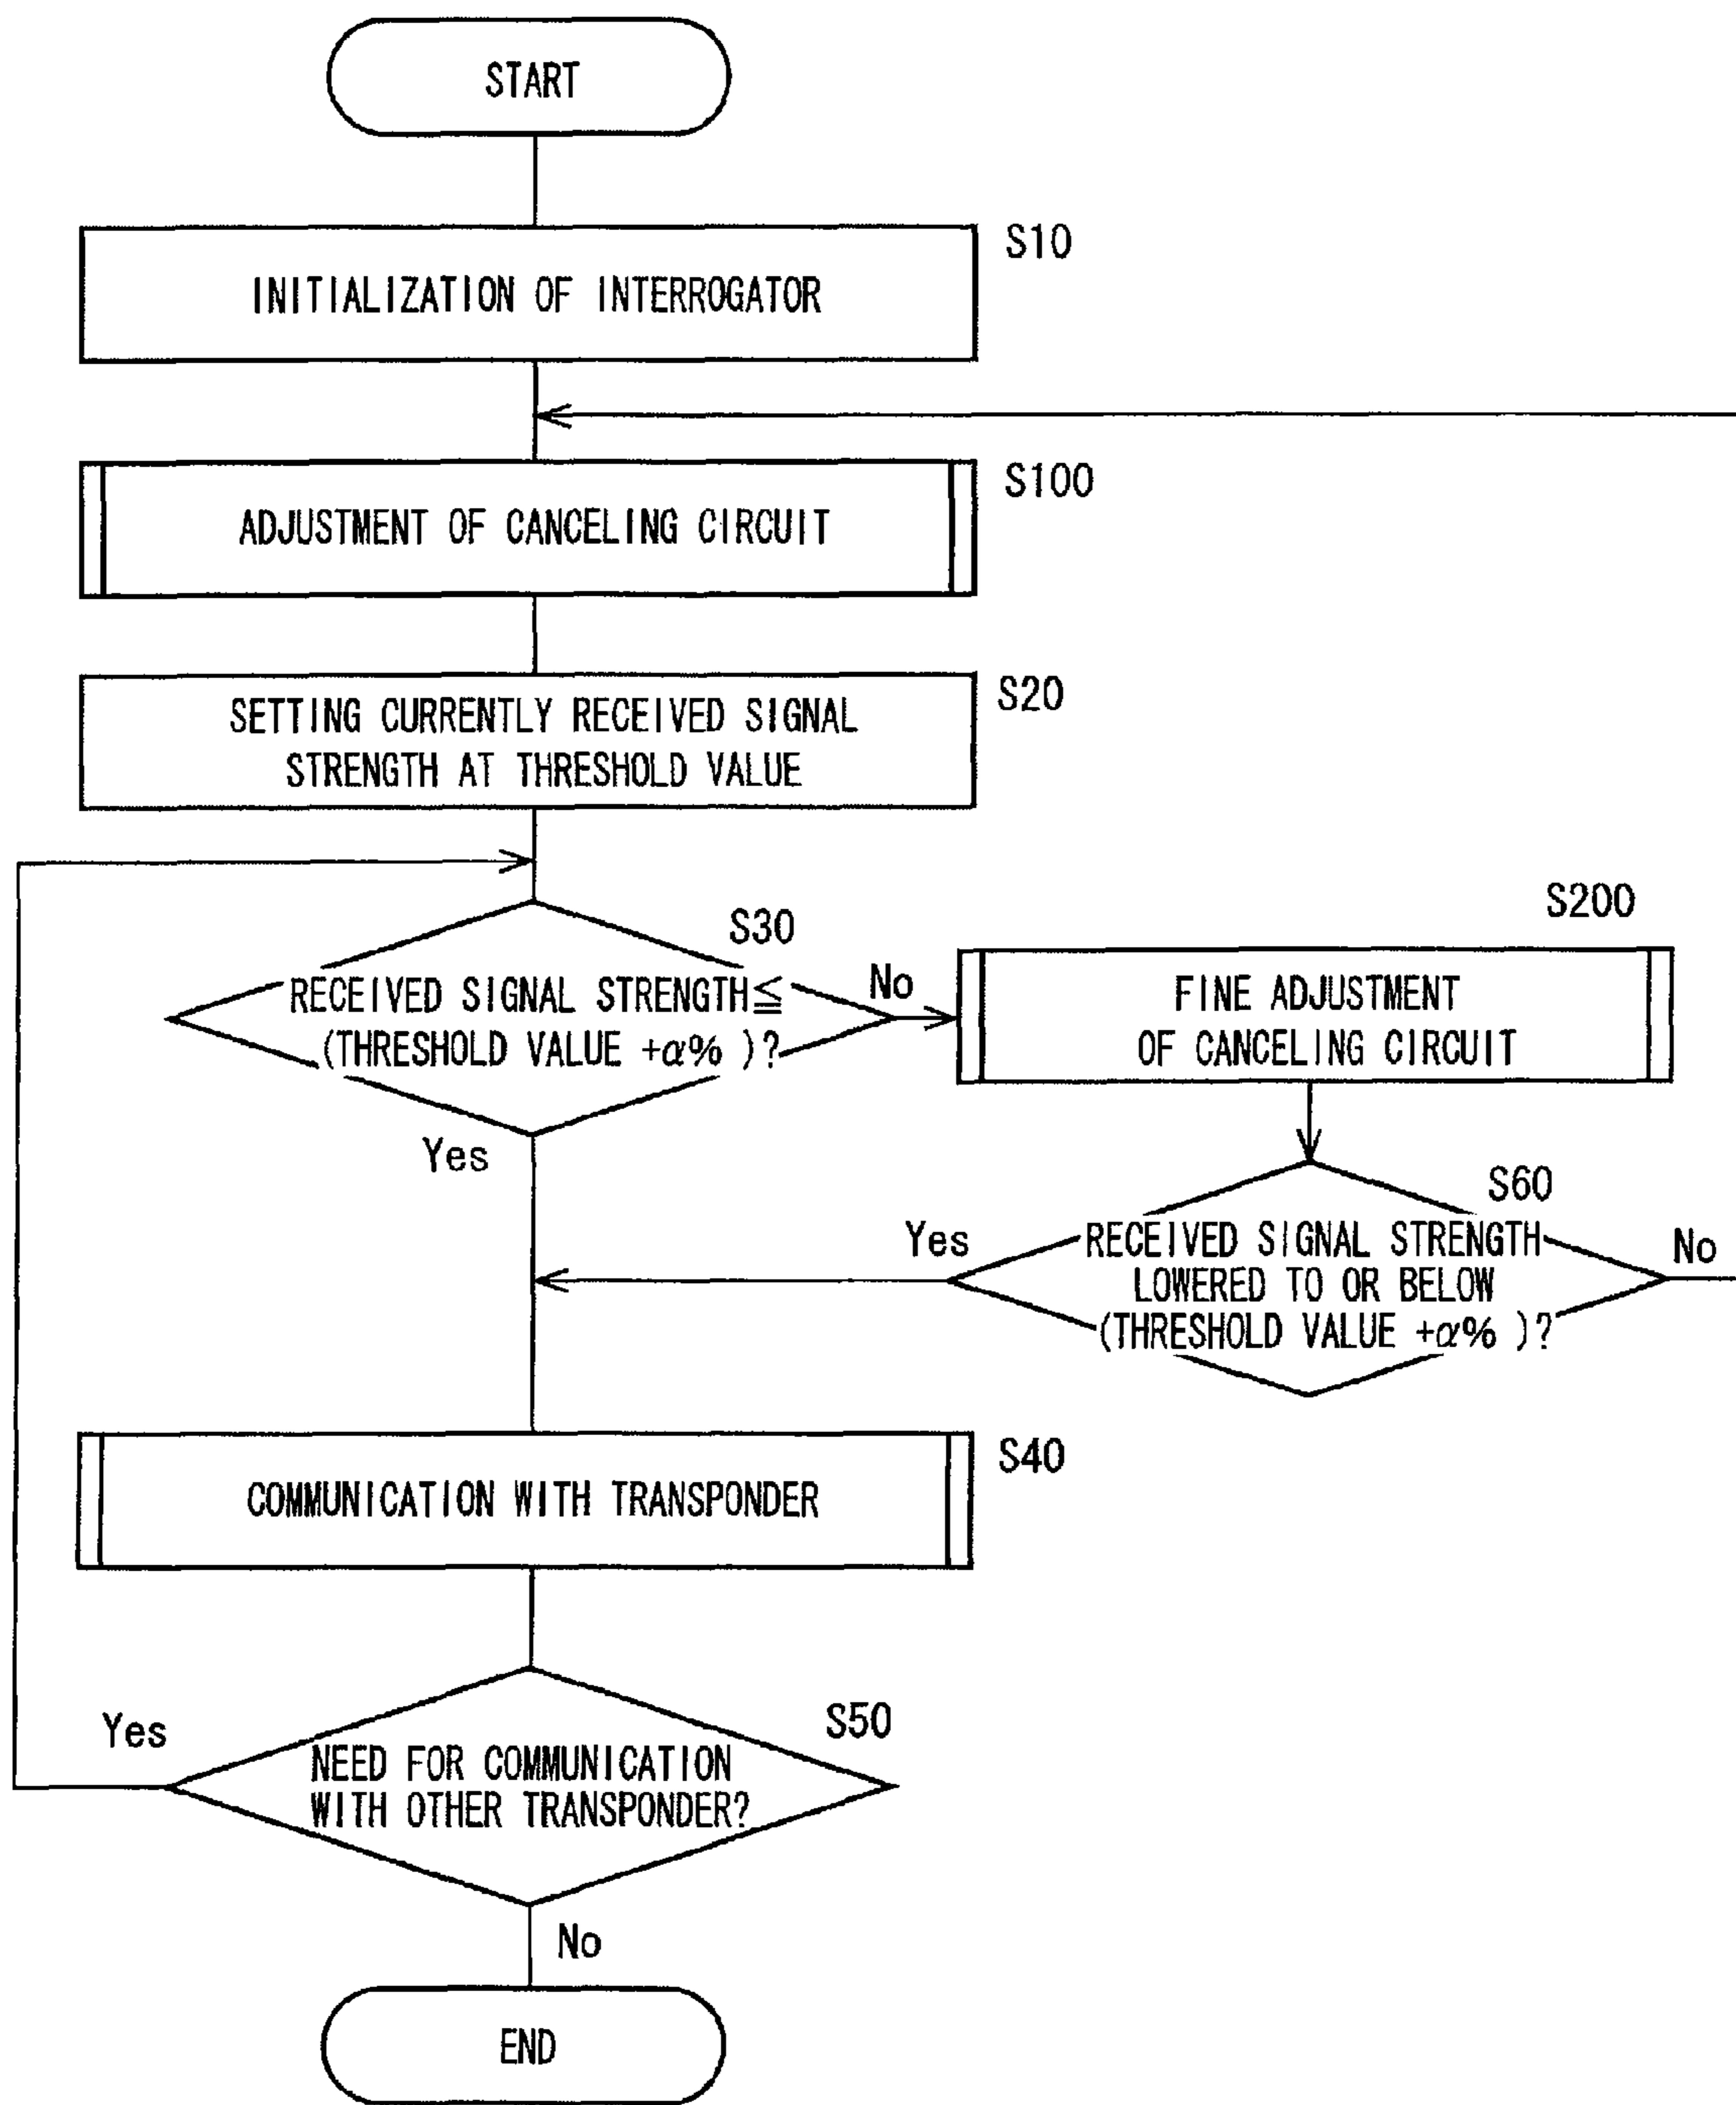 START
S10
INITIALIZATION OF INTERROGATOR
S100
ADJUSTMENT OF CANCELING CIRCUIT
S20
SETTING CURRENTLY RECEIVED SIGNAL
STRENGTH AT THRESHOLD VALUE
S30
RECEIVED SIGNAL STRENGTH≦
(THRESHOLD VALUE +α% )?
No
Yes
S200
FINE ADJUSTMENT
OF CANCELING CIRCUIT
S60
RECEIVED SIGNAL STRENGTH
LOWERED TO OR BELOW
(THRESHOLD VALUE +α% )?
Yes
No
S40
COMMUNICATION WITH TRANSPONDER
S50
NEED FOR COMMUNICATION
WITH OTHER TRANSPONDER?
Yes
No
END